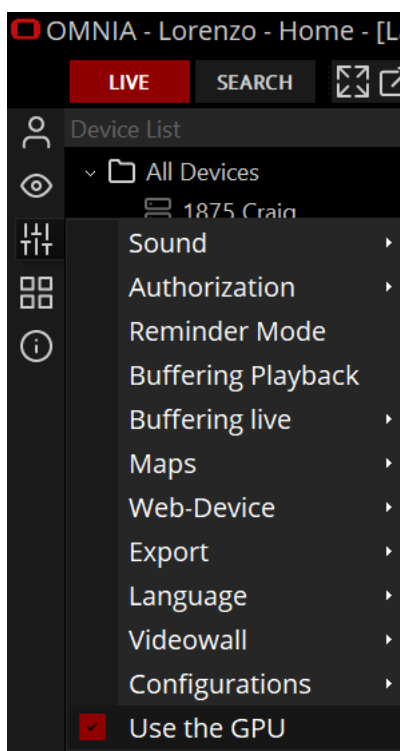 OMNIA - Lorenzo - Home - [L
LIVE SEARCH
Device List
All Devices
1875 Craig
Sound
Authorization
Reminder Mode
Buffering Playback
Buffering live
Maps
Web-Device
Export
Language
Videowall
Configurations
Use the GPU